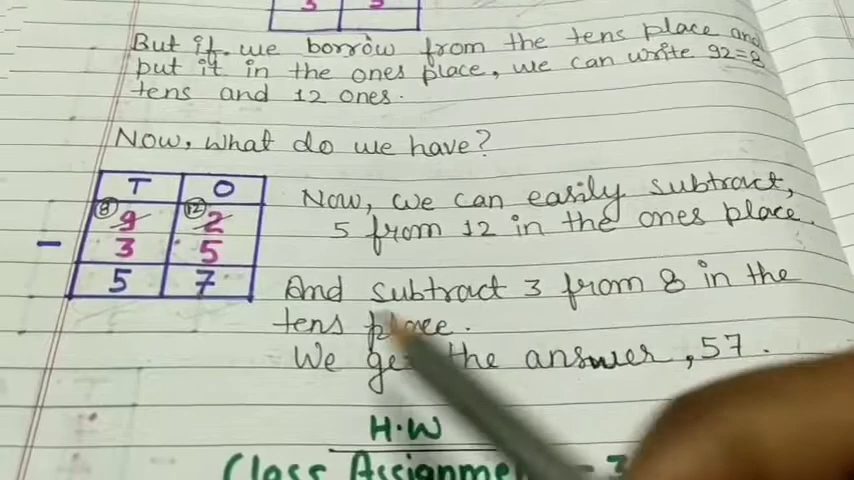 3 3
But if we borrow from the tens place and
put it in the ones place, we can write 92=8
tens and 12 ones.
Now, what do we have?
T O
8 12
9 2
- 3 5
5 7
Now, we can easily subtract,
5 from 12 in the ones place.
And subtract 3 from 8 in the
tens place.
We get the answer, 57.
H.W
Class